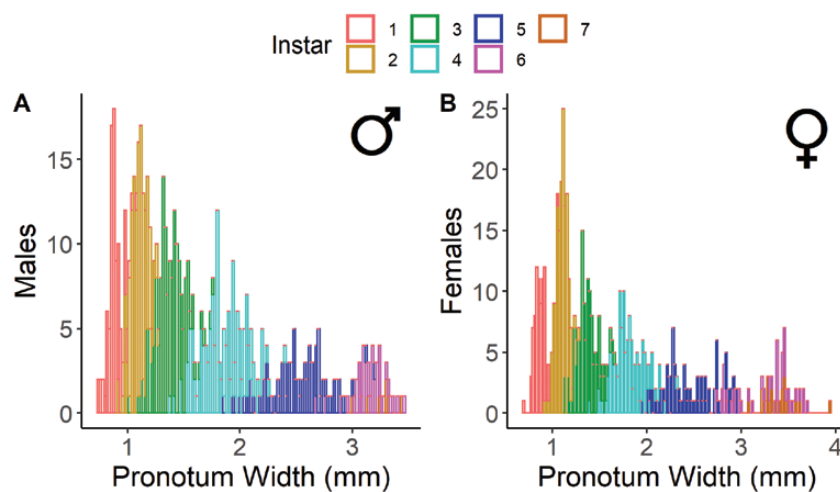 Instar 1 3 5 7
2 4 6
A
B
Males
15
10
5
0
1 2 3
Pronotum Width (mm)
Females
25
20
15
10
5
0
1 2 3 4
Pronotum Width (mm)